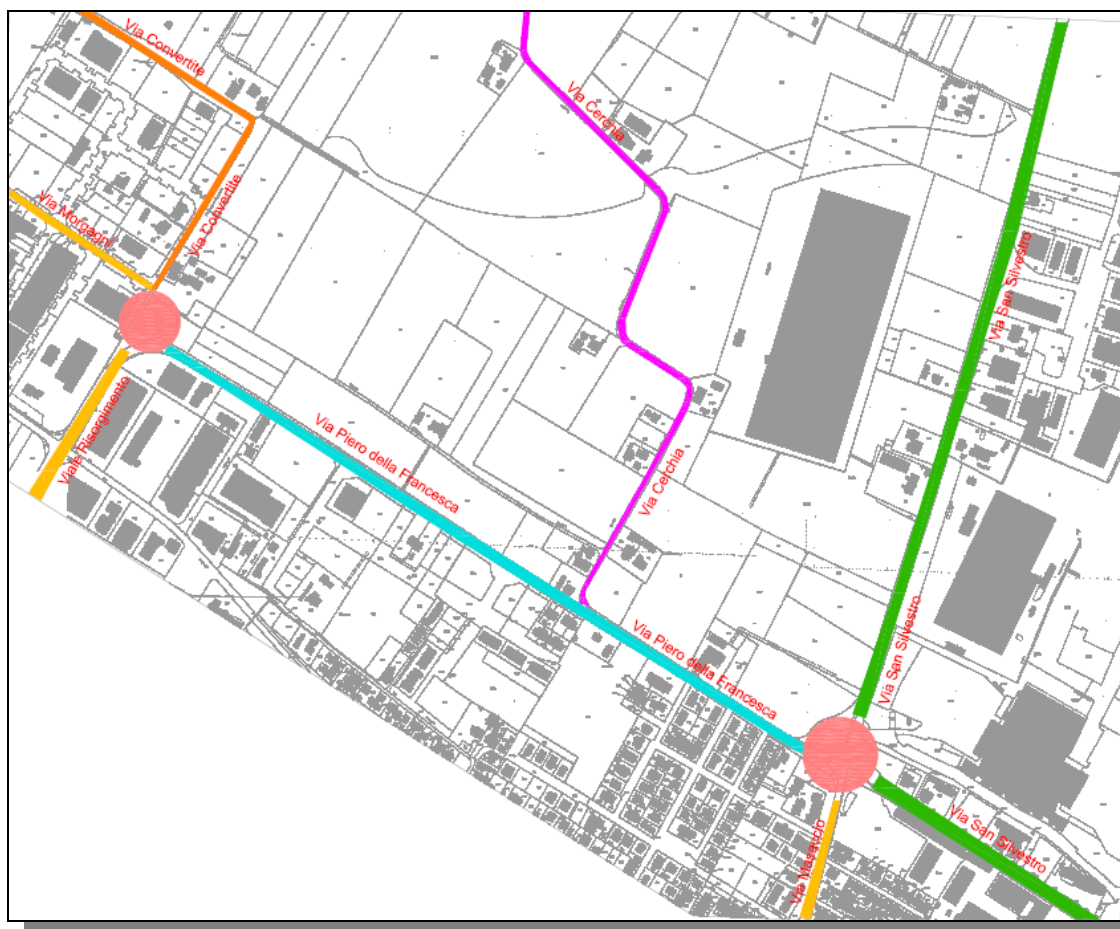 Via Convertite
Via Cerchia
Via Convertite
Via Morgagni
Via San Silvestro
Viale Risorgimento
Via Piero della Francesca
Via Cerchia
Via San Silvestro
Via Piero della Francesca
Via Masaccio
Via San Silvestro